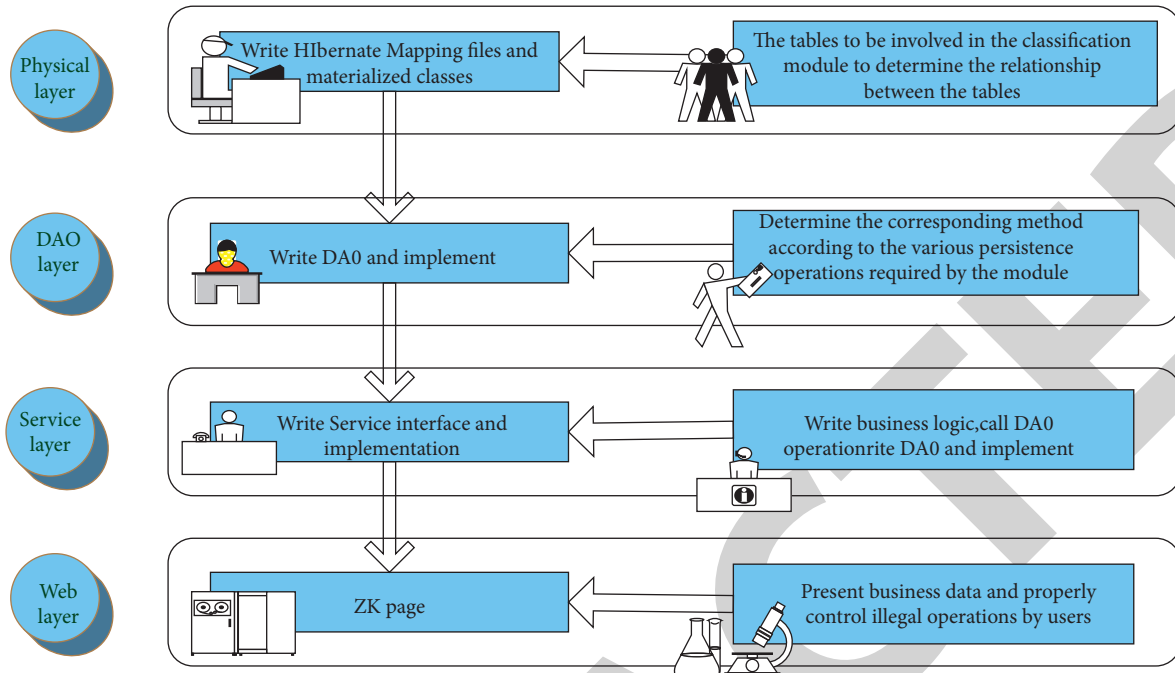 Physical
layer
Write HIbernate Mapping files and
materialized classes
The tables to be involved in the classification
module to determine the relationship
between the tables
DAO
layer
Write DA0 and implement
Determine the corresponding method
according to the various persistence
operations required by the module
Service
layer
Write Service interface and
implementation
Write business logic,call DA0
operationrite DA0 and implement
Web
layer
ZK page
Present business data and properly
control illegal operations by users